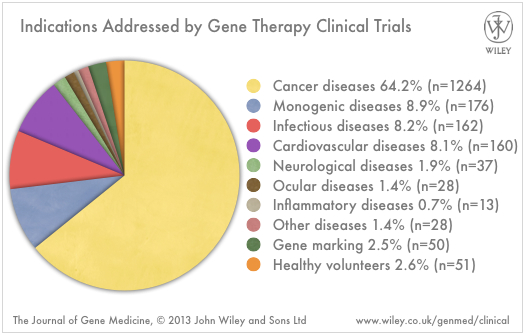 Indications Addressed by Gene Therapy Clinical Trials
WILEY
Cancer diseases 64.2% (n=1264)
Monogenic diseases 8.9% (n=176)
Infectious diseases 8.2% (n=162)
Cardiovascular diseases 8.1% (n=160)
Neurological diseases 1.9% (n=37)
Ocular diseases 1.4% (n=28)
Inflammatory diseases 0.7% (n=13)
Other diseases 1.4% (n=28)
Gene marking 2.5% (n=50)
Healthy volunteers 2.6% (n=51)
The Journal of Gene Medicine, © 2013 John Wiley and Sons Ltd
www.wiley.co.uk/genmed/clinical